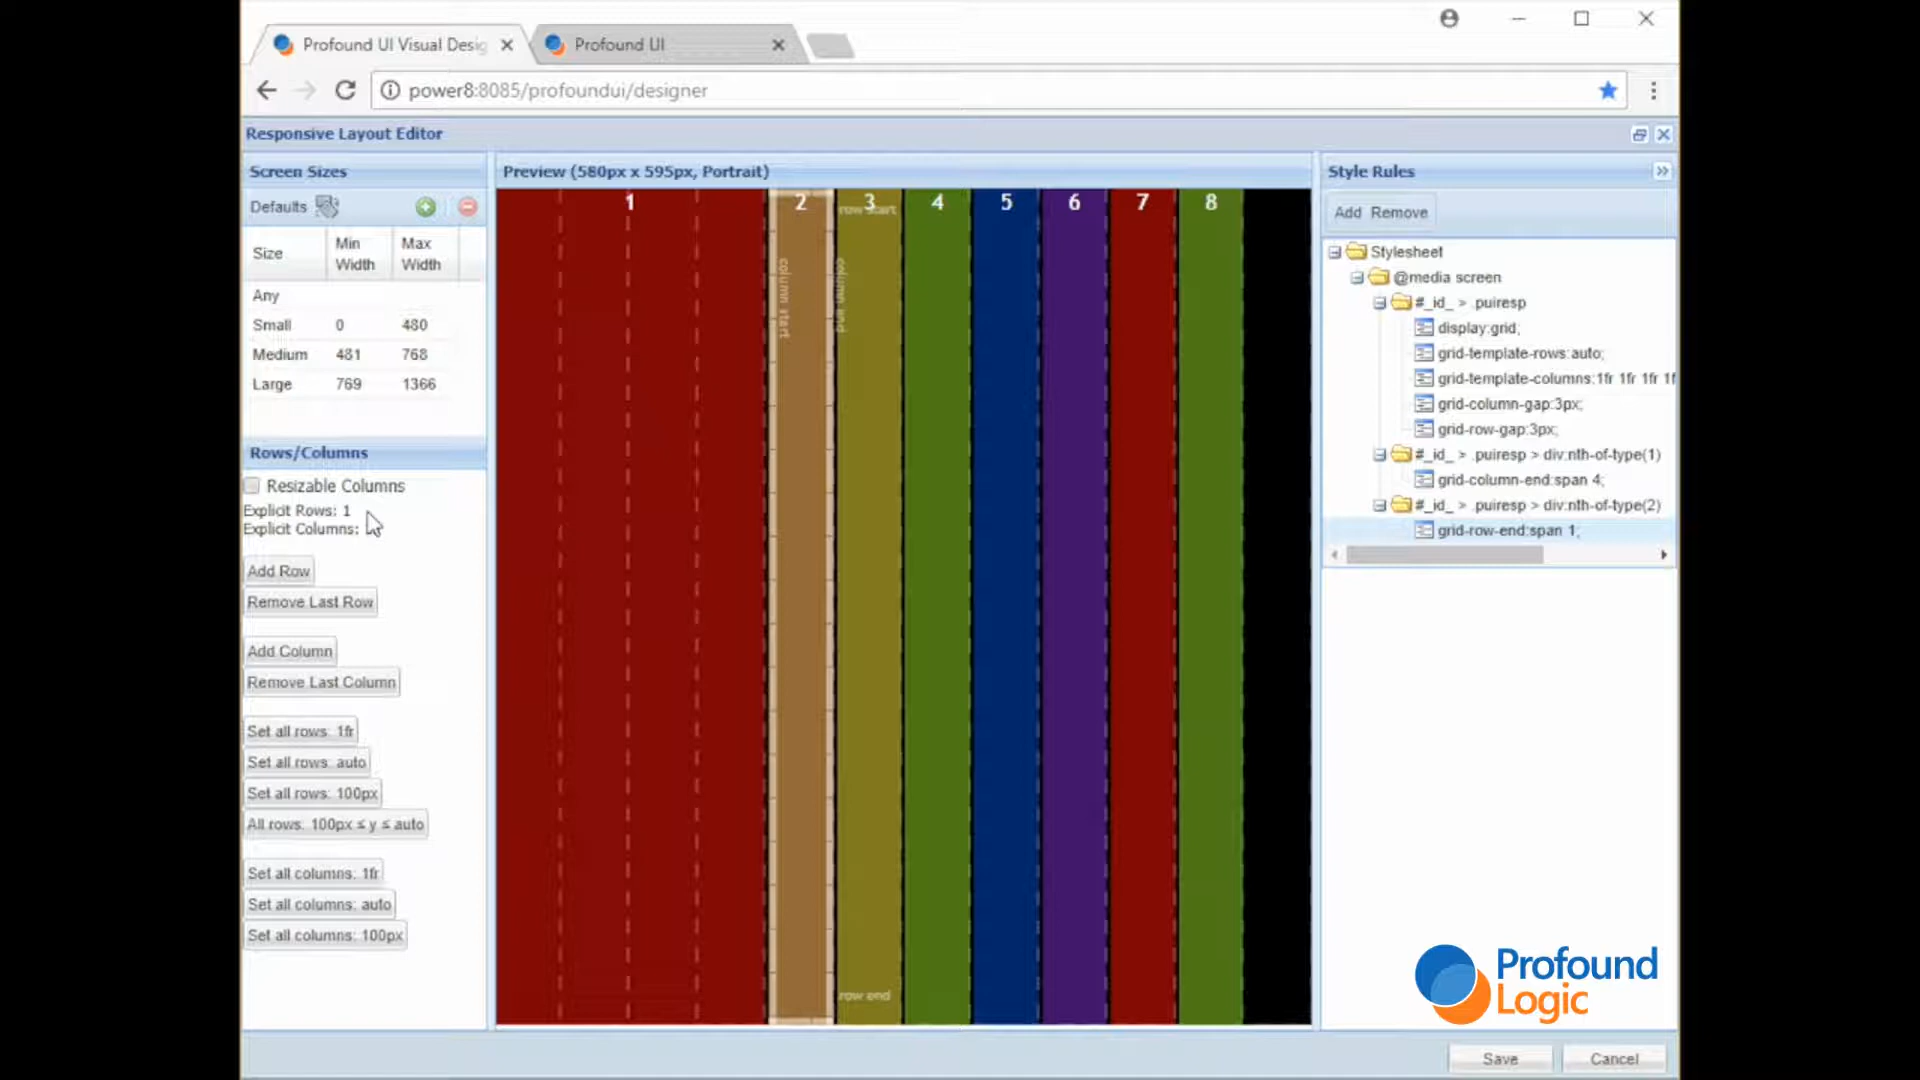 Profound UI Visual Desig
Profound UI
power8:8085/profoundui/designer
Responsive Layout Editor
Screen Sizes
Defaults
Size
Min Width
Max Width
Any
Small 0 480
Medium 481 768
Large 769 1366
Rows/Columns
Resizable Columns
Explicit Rows: 1
Explicit Columns:
Add Row
Remove Last Row
Add Column
Remove Last Column
Set all rows: 1fr
Set all rows: auto
Set all rows: 100px
All rows: 100px ≤ y ≤ auto
Set all columns: 1fr
Set all columns: auto
Set all columns: 100px
Preview (580px x 595px, Portrait)
1 2 3 4 5 6 7 8
row start
column start
column end
row end
Style Rules
Add Remove
Stylesheet
@media screen
#_id_ > .puiresp
display:grid;
grid-template-rows:auto;
grid-template-columns:1fr 1fr 1fr 1f
grid-column-gap:3px;
grid-row-gap:3px;
#_id_ > .puiresp > div:nth-of-type(1)
grid-column-end:span 4;
#_id_ > .puiresp > div:nth-of-type(2)
grid-row-end:span 1;
Profound
Logic
Save
Cancel